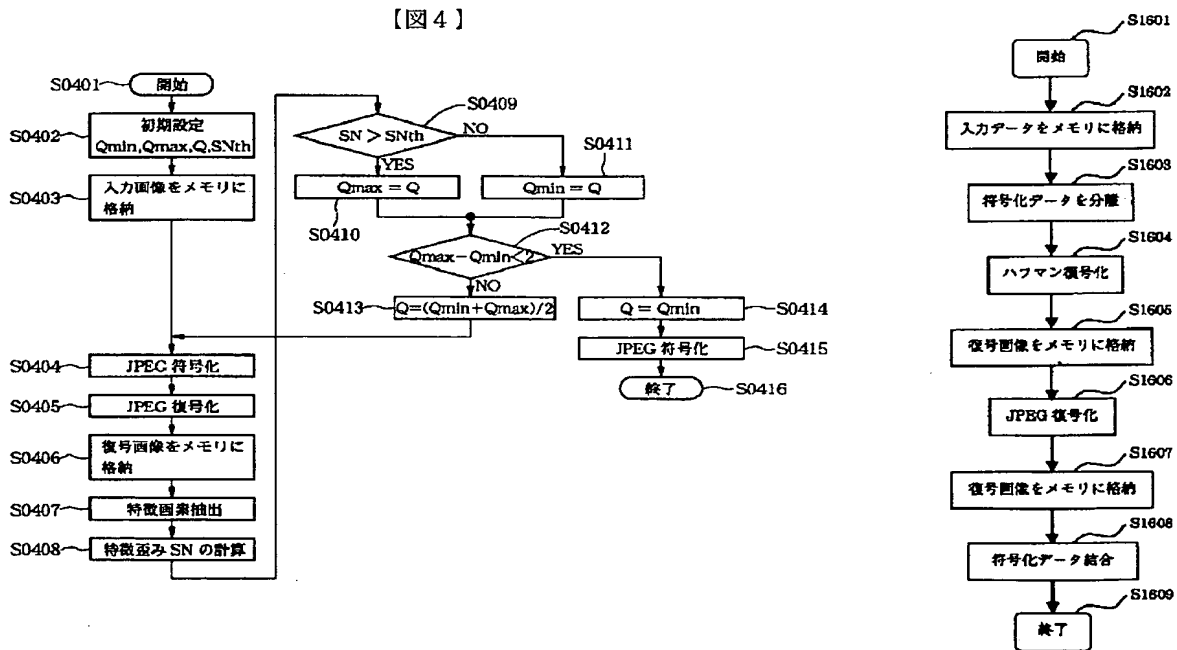 【図4】
S0401
開始
S0402
初期設定
Qmin,Qmax,Q,SNth
S0403
入力画像をメモリに
格納
S0404
JPEG 符号化
S0405
JPEG 復号化
S0406
復号画像をメモリに
格納
S0407
特徴画素抽出
S0408
特徴歪み SN の計算
S0409
SN > SNth
NO
YES
S0411
Qmax = Q
Qmin = Q
S0410
S0412
Qmax−Qmin<2
YES
NO
S0413
Q=(Qmin+Qmax)/2
Q = Qmin
S0414
JPEG 符号化
S0415
終了
S0416
S1601
開始
S1602
入力データをメモリに格納
S1603
符号化データを分離
S1604
ハフマン復号化
S1605
復号画像をメモリに格納
S1606
JPEG 復号化
S1607
復号画像をメモリに格納
S1608
符号化データ結合
S1609
終了